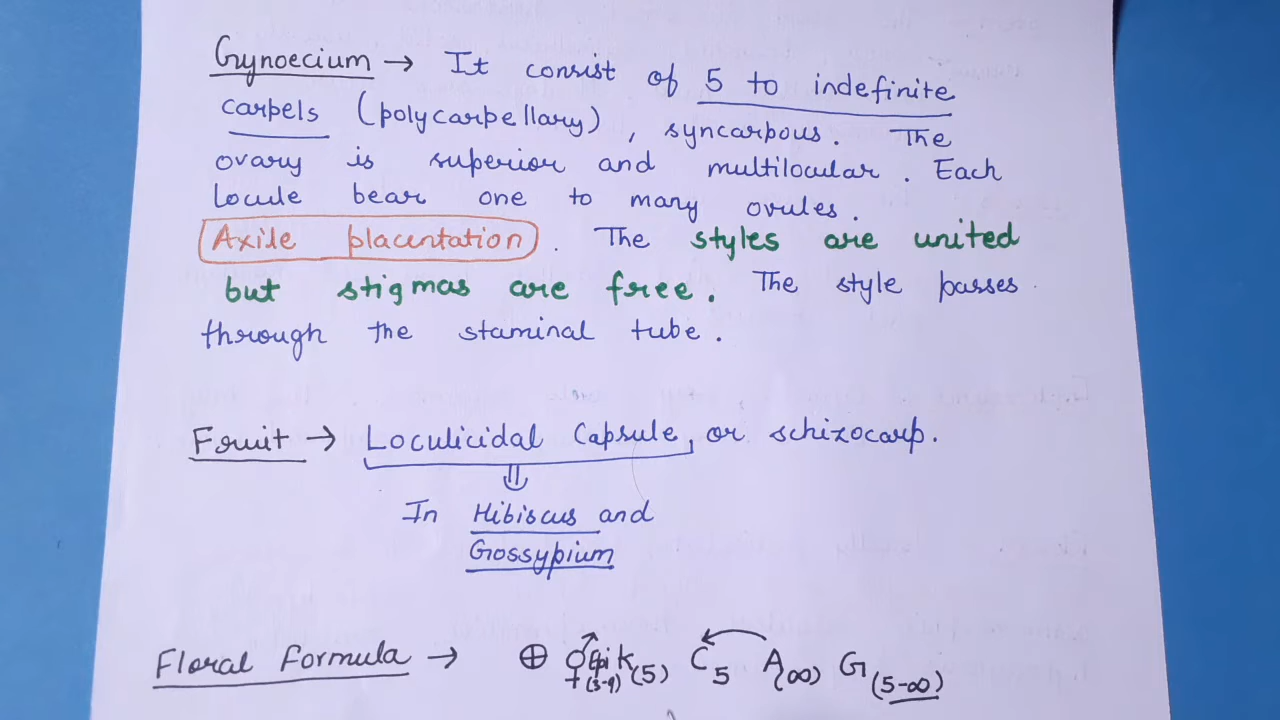 Gynoecium → It consist of 5 to indefinite
carpels (polycarpellary), syncarpous. The
ovary is superior and multilocular. Each
locule bear one to many ovules.
Axile placentation. The styles are united
but stigmas are free. The style passes
through the staminal tube.
Fruit → Loculicidal Capsule or schizocarp.
In Hibiscus and
Gossypium
Floral Formula → ⊕ ⚥ Epik(3-9) K(5) C5 A(∞) G(5-∞)